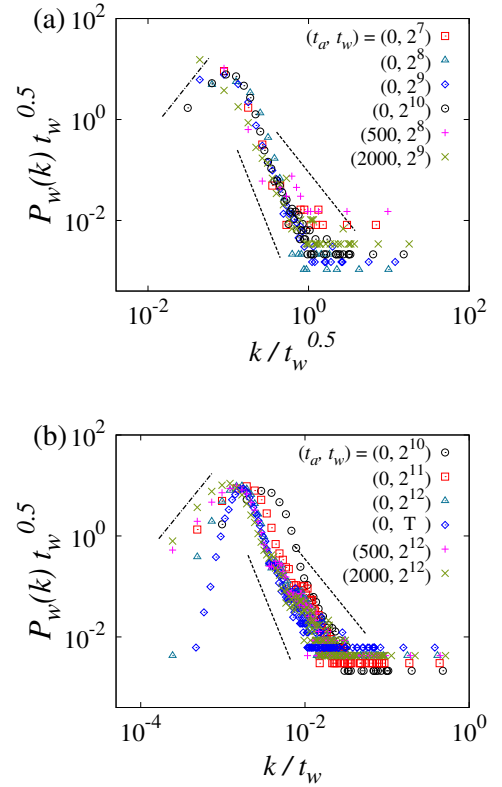 (a)
10^2
10^0
10^-2
P_w(k) t_w^0.5
(t_a, t_w) = (0, 2^7)
(0, 2^8)
(0, 2^9)
(0, 2^10)
(500, 2^8)
(2000, 2^9)
10^-2 10^0 10^2
k / t_w^0.5
(b)
10^2
10^0
10^-2
P_w(k) t_w^0.5
(t_a, t_w) = (0, 2^10)
(0, 2^11)
(0, 2^12)
(0, T)
(500, 2^12)
(2000, 2^12)
10^-4 10^-2 10^0
k / t_w